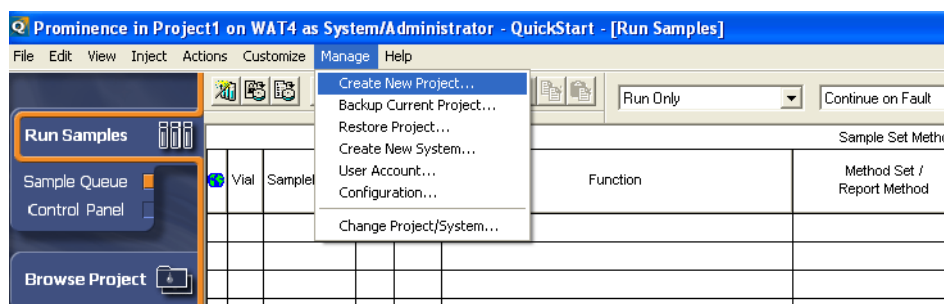 Prominence in Project1 on WAT4 as System/Administrator - QuickStart - [Run Samples]
File Edit View Inject Actions Customize Manage Help
Create New Project...
Backup Current Project...
Restore Project...
Create New System...
User Account...
Configuration...
Change Project/System...
Run Only
Continue on Fault
Run Samples
Sample Queue
Control Panel
Browse Project
Sample Set Meth
Vial
Sample
Function
Method Set /
Report Method